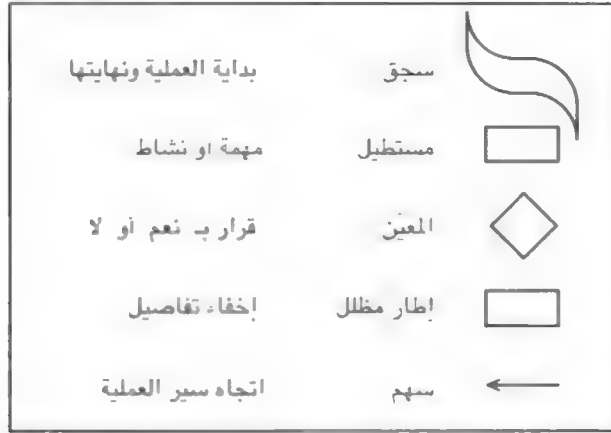 سجق بداية العملية ونهايتها
مستطيل مهمة او نشاط
المعيّن قرار بـ نعم أو لا
إطار مظلل إخفاء تفاصيل
سهم اتجاه سير العملية